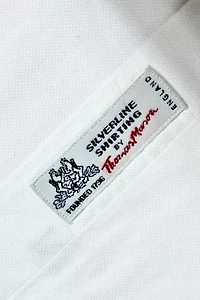 SILVERLINE
SHIRTING
BY
Thomas Mason
FOUNDED 1796
ENGLAND